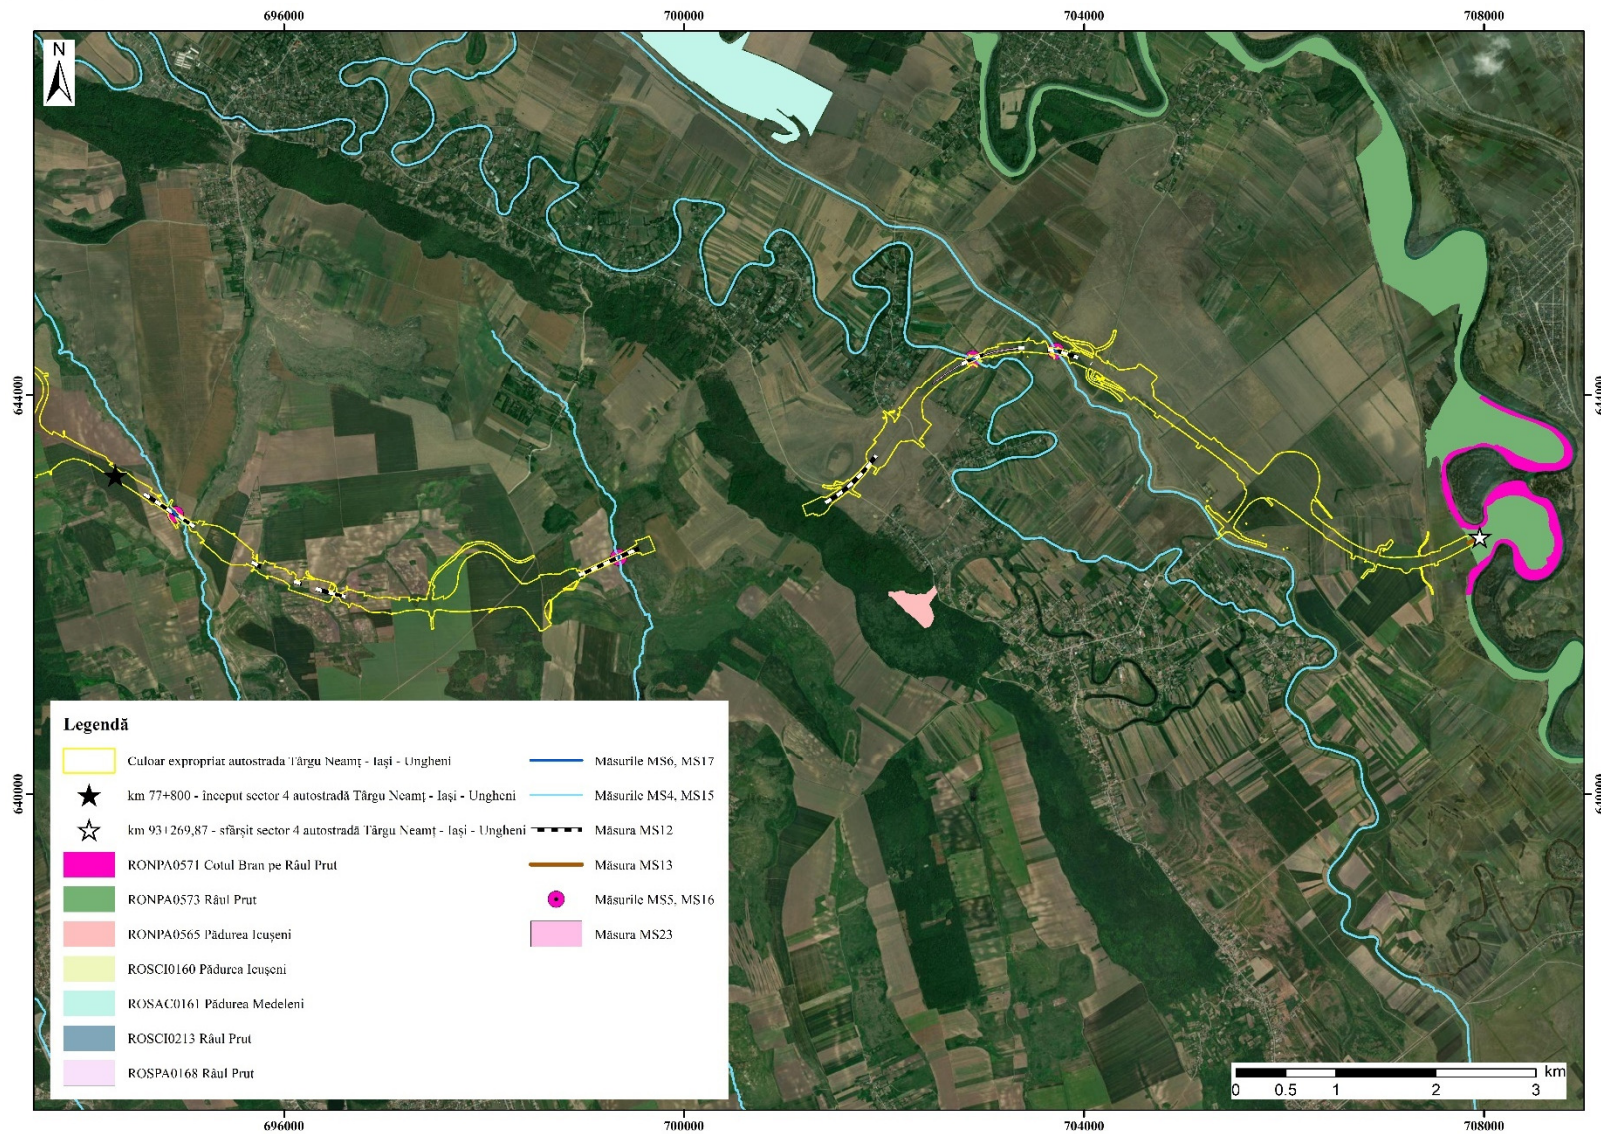 696000 700000 704000 708000
N
644000 644000
640000 640000
Legendă
Culoar expropriat autostrada Târgu Neamț - Iași - Ungheni
km 77+800 - început sector 4 autostradă Târgu Neamț - Iași - Ungheni
km 93+269,87 - sfârșit sector 4 autostradă Târgu Neamț - Iași - Ungheni
RONPA0571 Cotul Bran pe Râul Prut
RONPA0573 Râul Prut
RONPA0565 Pădurea Icușeni
ROSCI0160 Pădurea Icușeni
ROSAC0161 Pădurea Medeleni
ROSCI0213 Râul Prut
ROSPA0168 Râul Prut
Măsurile MS6, MS17
Măsurile MS4, MS15
Măsura MS12
Măsura MS13
Măsurile MS5, MS16
Măsura MS23
km
0 0.5 1 2 3
696000 700000 704000 708000